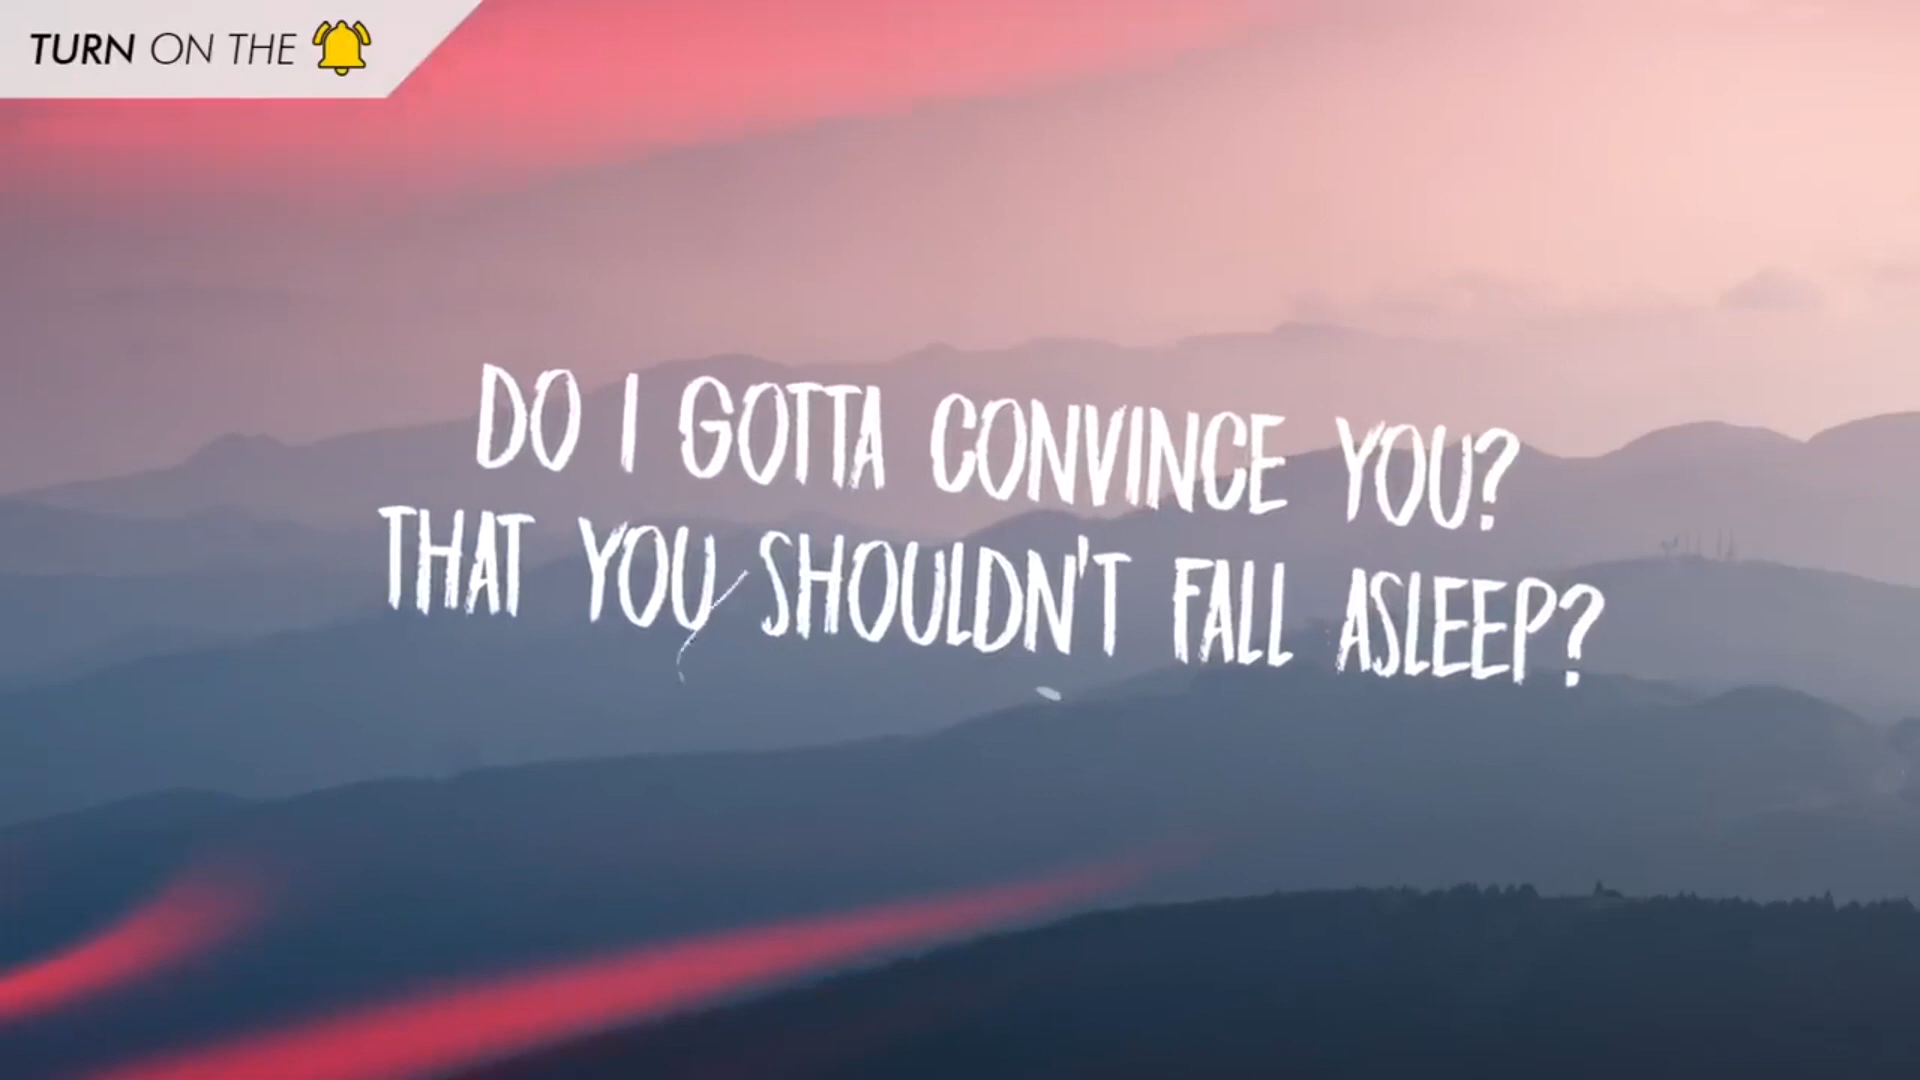 TURN ON THE
DO I GOTTA CONVINCE YOU?
THAT YOU SHOULDN'T FALL ASLEEP?